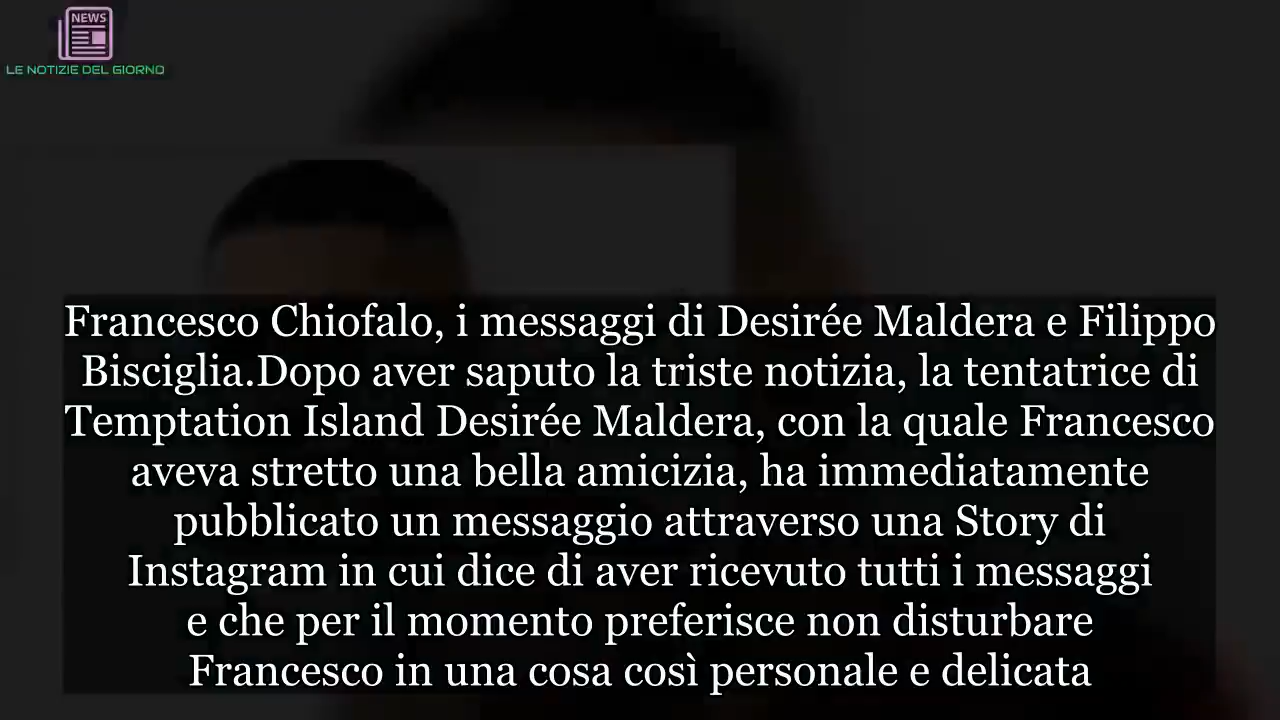 NEWS
LE NOTIZIE DEL GIORNO
Francesco Chiofalo, i messaggi di Desirée Maldera e Filippo
Bisciglia.Dopo aver saputo la triste notizia, la tentatrice di
Temptation Island Desirée Maldera, con la quale Francesco
aveva stretto una bella amicizia, ha immediatamente
pubblicato un messaggio attraverso una Story di
Instagram in cui dice di aver ricevuto tutti i messaggi
e che per il momento preferisce non disturbare
Francesco in una cosa così personale e delicata